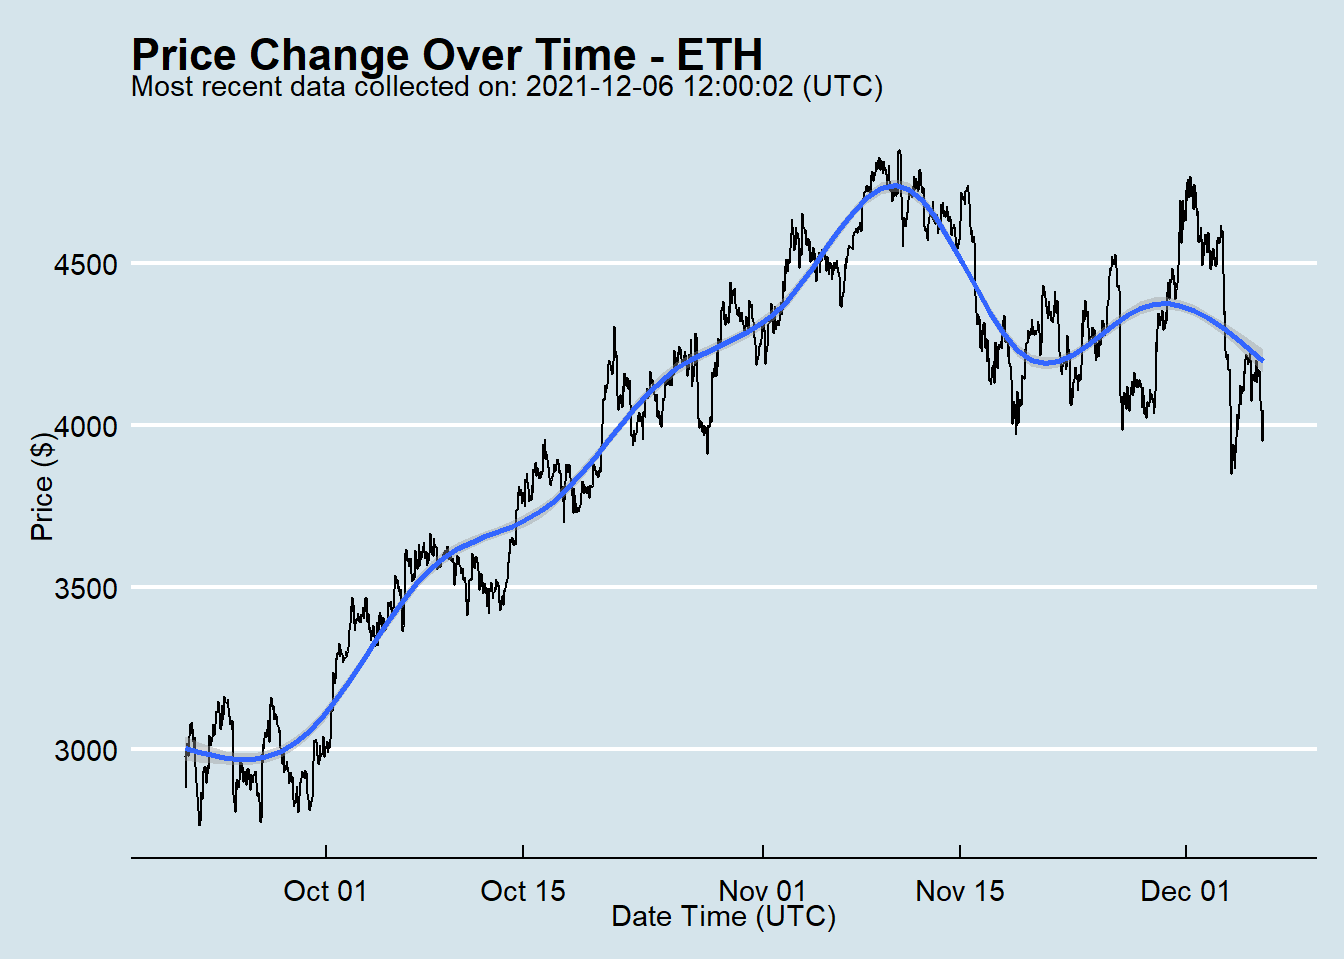 Price Change Over Time - ETH
Most recent data collected on: 2021-12-06 12:00:02 (UTC)
Price ($)
4500
4000
3500
3000
Oct 01
Oct 15
Nov 01
Nov 15
Dec 01
Date Time (UTC)